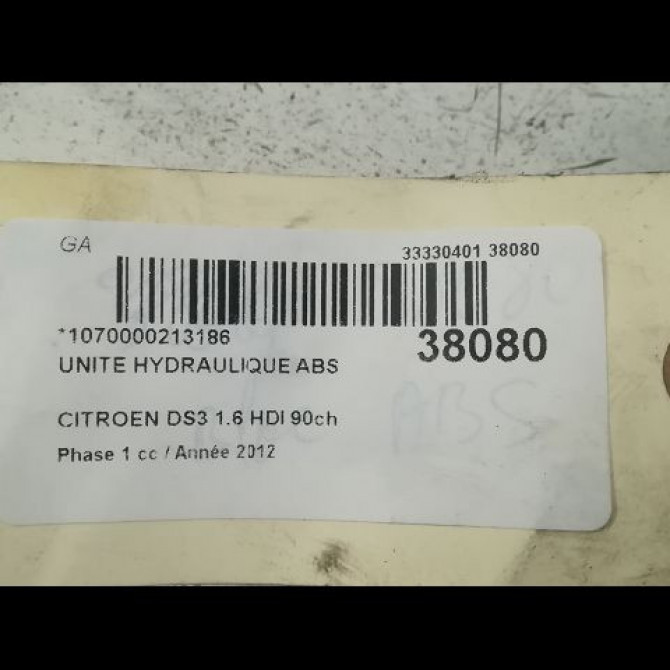 GA
33330401 38080
*1070000213186
38080
UNITE HYDRAULIQUE ABS
CITROEN DS3 1.6 HDI 90ch
ABS
Phase 1 cc / Année 2012